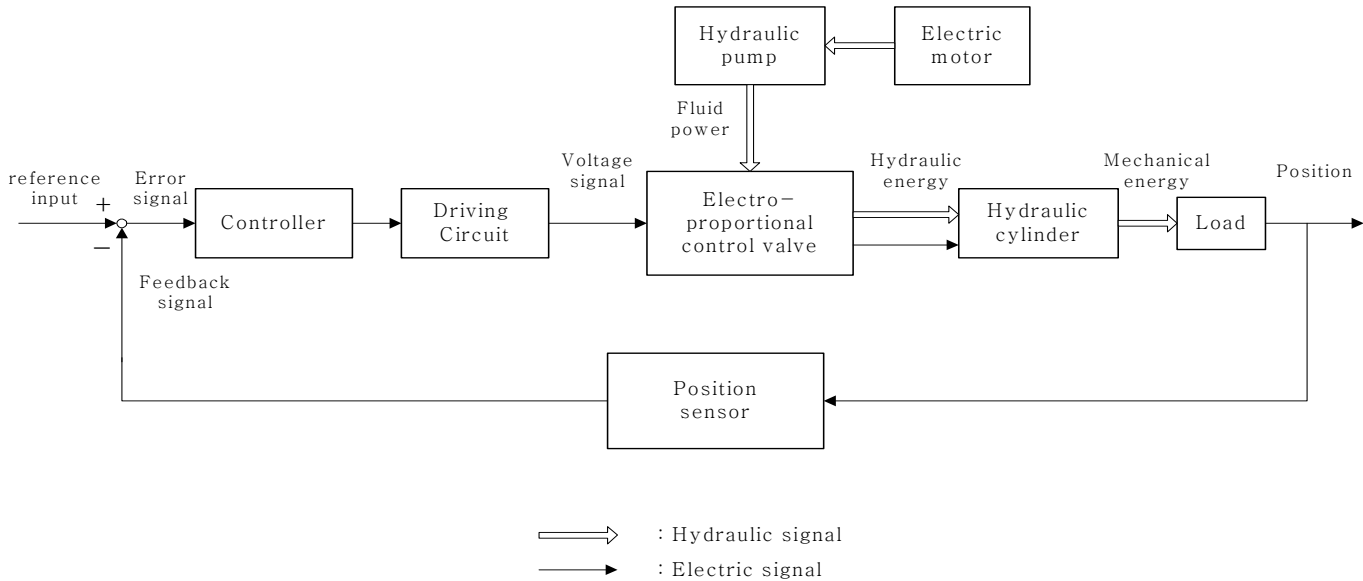 Hydraulic
pump
Electric
motor
Fluid
power
reference
input
+
−
Error
signal
Controller
Driving
Circuit
Voltage
signal
Electro−
proportional
control valve
Hydraulic
energy
Hydraulic
cylinder
Mechanical
energy
Load
Position
Feedback
signal
Position
sensor
: Hydraulic signal
: Electric signal